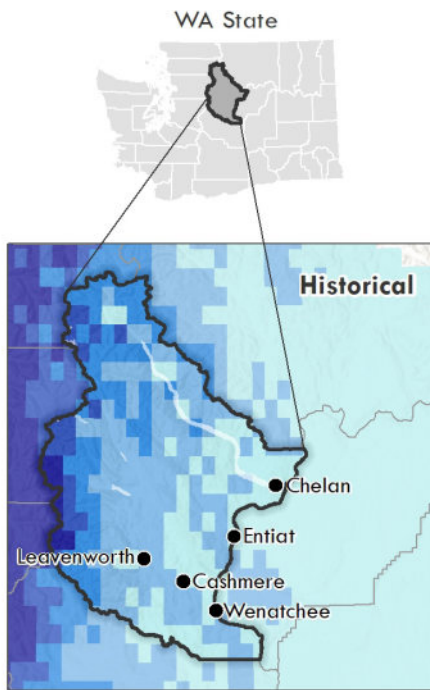 WA State
Historical
Chelan
Entiat
Leavenworth
Cashmere
Wenatchee